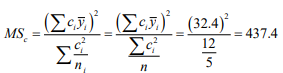 MS_c = (∑c_i ȳ_i)² / ∑ c_i²/n_i = (∑c_i ȳ_i)² / (∑c_i² / n) = (32.4)² / (12/5) = 437.4